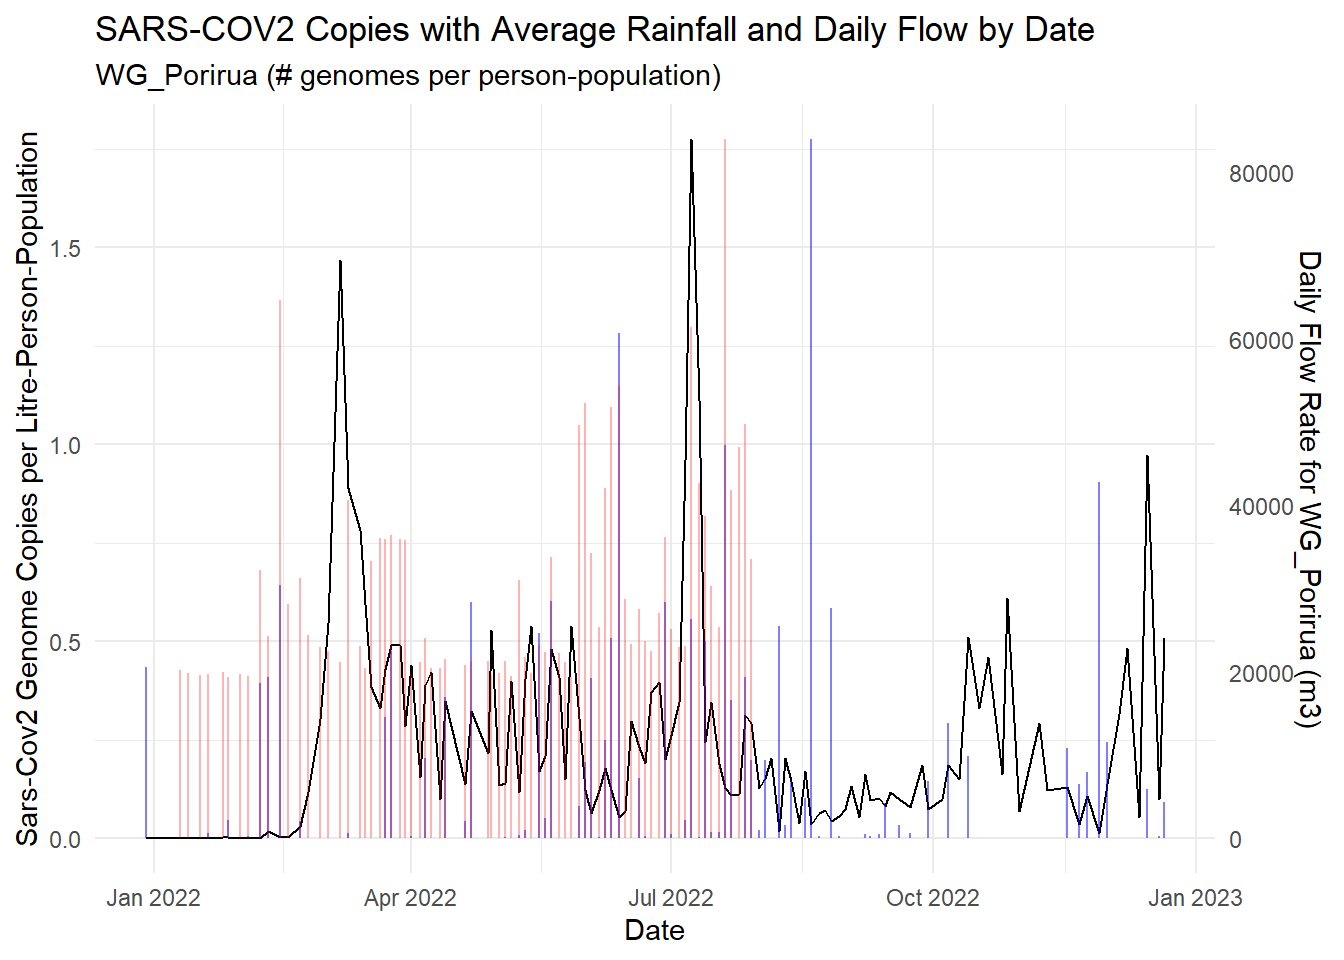 SARS-COV2 Copies with Average Rainfall and Daily Flow by Date
WG_Porirua (# genomes per person-population)
Sars-Cov2 Genome Copies per Litre-Person-Population
1.5
1.0
0.5
0.0
80000
60000
40000
20000
0
Daily Flow Rate for WG_Porirua (m3)
Jan 2022
Apr 2022
Jul 2022
Oct 2022
Jan 2023
Date